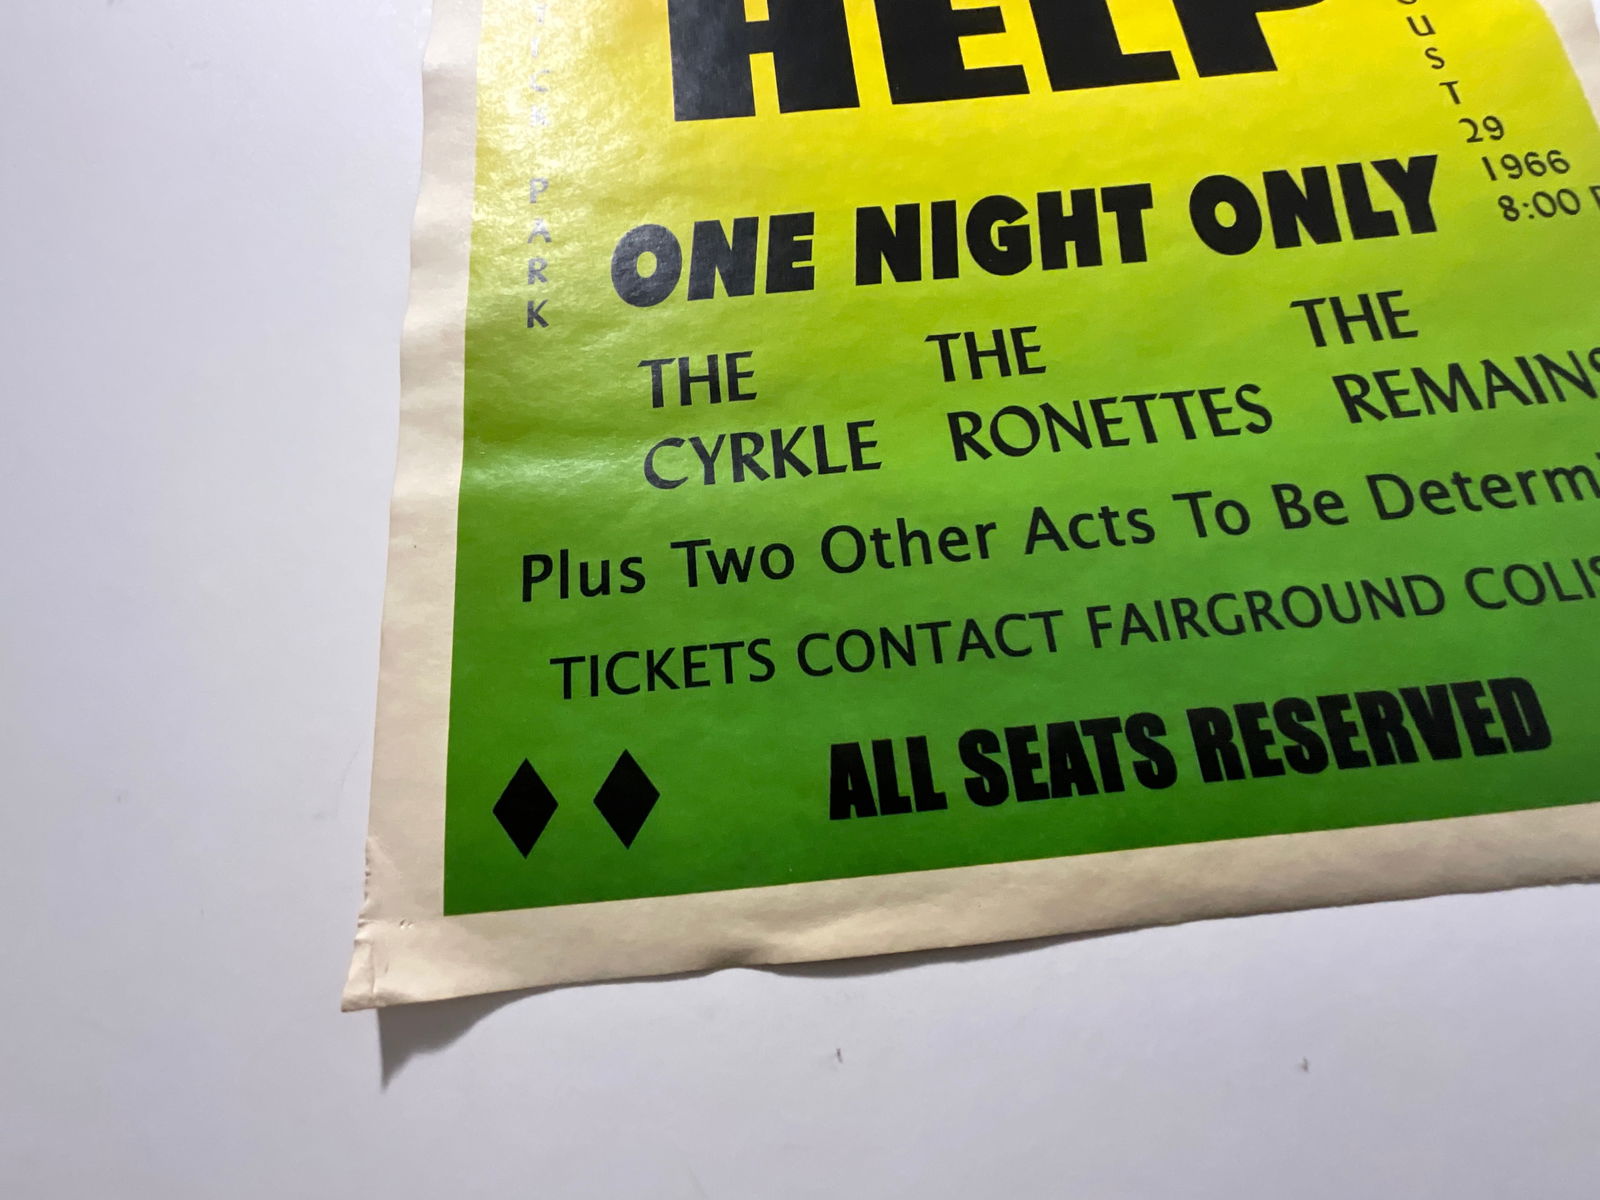 HELP
UST
29
1966
8:00
PARK
ONE NIGHT ONLY
THE THE THE
CYRKLE RONETTES REMAINS
Plus Two Other Acts To Be Determ
TICKETS CONTACT FAIRGROUND COLIS
ALL SEATS RESERVED